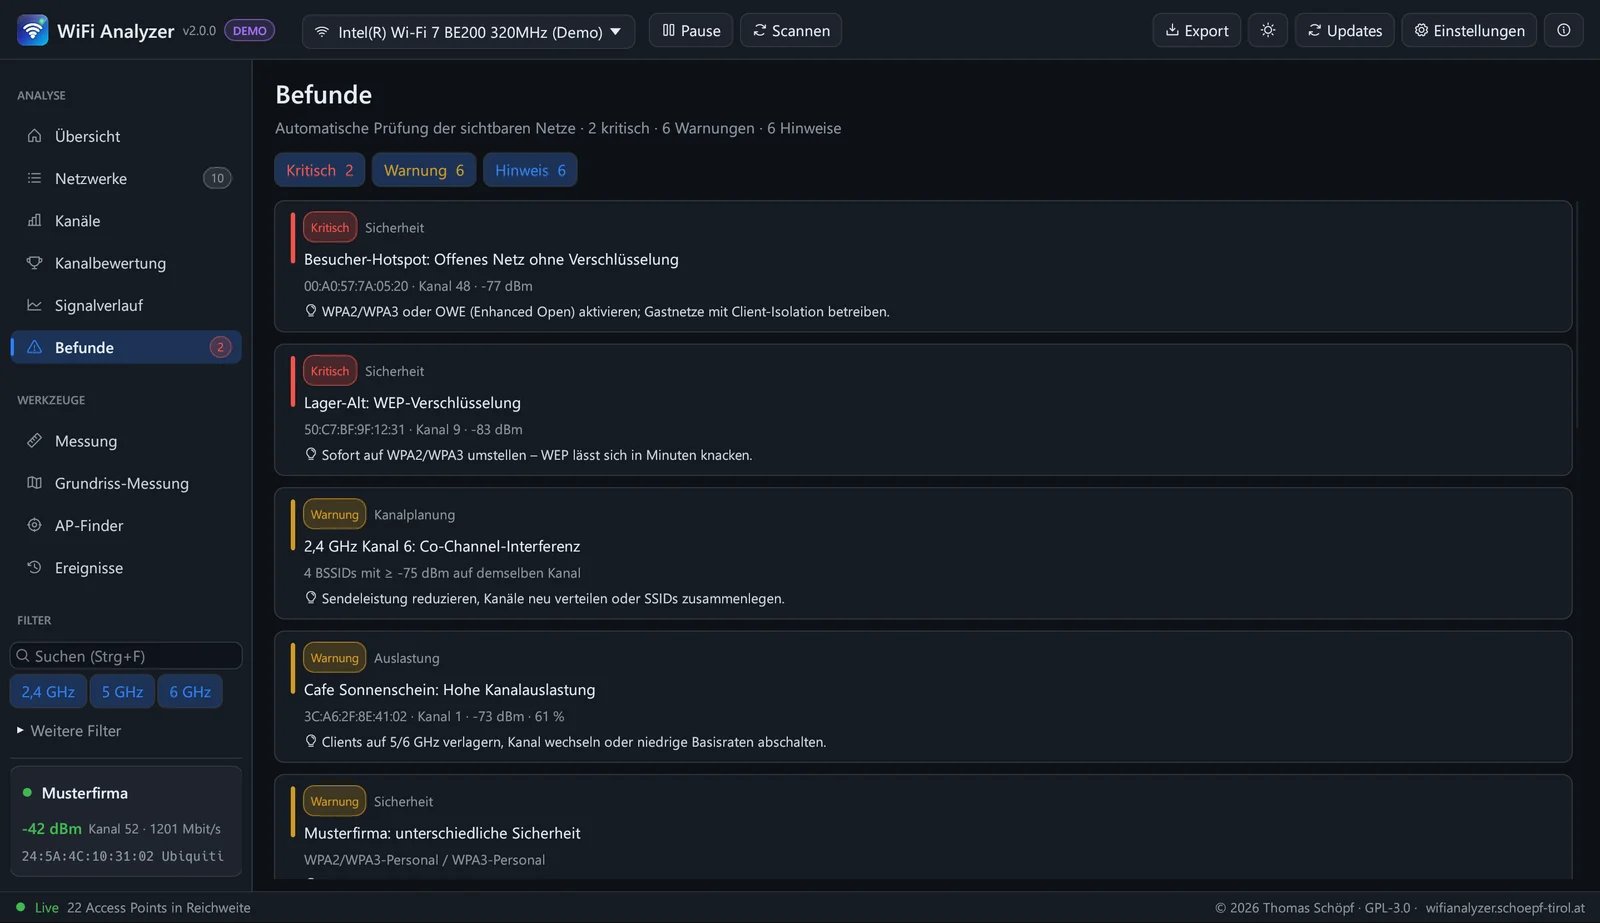 WiFi Analyzer v2.0.0 DEMO
Intel(R) Wi-Fi 7 BE200 320MHz (Demo)
Pause
Scannen
Export
Updates
Einstellungen
ANALYSE
Übersicht
Netzwerke 10
Kanäle
Kanalbewertung
Signalverlauf
Befunde 2
WERKZEUGE
Messung
Grundriss-Messung
AP-Finder
Ereignisse
FILTER
Suchen (Strg+F)
2,4 GHz 5 GHz 6 GHz
Weitere Filter
Musterfirma
-42 dBm Kanal 52 · 1201 Mbit/s
24:5A:4C:10:31:02 Ubiquiti
Befunde
Automatische Prüfung der sichtbaren Netze · 2 kritisch · 6 Warnungen · 6 Hinweise
Kritisch 2 Warnung 6 Hinweis 6
Kritisch Sicherheit
Besucher-Hotspot: Offenes Netz ohne Verschlüsselung
00:A0:57:7A:05:20 · Kanal 48 · -77 dBm
WPA2/WPA3 oder OWE (Enhanced Open) aktivieren; Gastnetze mit Client-Isolation betreiben.
Kritisch Sicherheit
Lager-Alt: WEP-Verschlüsselung
50:C7:BF:9F:12:31 · Kanal 9 · -83 dBm
Sofort auf WPA2/WPA3 umstellen – WEP lässt sich in Minuten knacken.
Warnung Kanalplanung
2,4 GHz Kanal 6: Co-Channel-Interferenz
4 BSSIDs mit ≥ -75 dBm auf demselben Kanal
Sendeleistung reduzieren, Kanäle neu verteilen oder SSIDs zusammenlegen.
Warnung Auslastung
Cafe Sonnenschein: Hohe Kanalauslastung
3C:A6:2F:8E:41:02 · Kanal 1 · -73 dBm · 61 %
Clients auf 5/6 GHz verlagern, Kanal wechseln oder niedrige Basisraten abschalten.
Warnung Sicherheit
Musterfirma: unterschiedliche Sicherheit
WPA2/WPA3-Personal / WPA3-Personal
Live 22 Access Points in Reichweite
© 2026 Thomas Schöpf · GPL-3.0 · wifianalyzer.schoepf-tirol.at